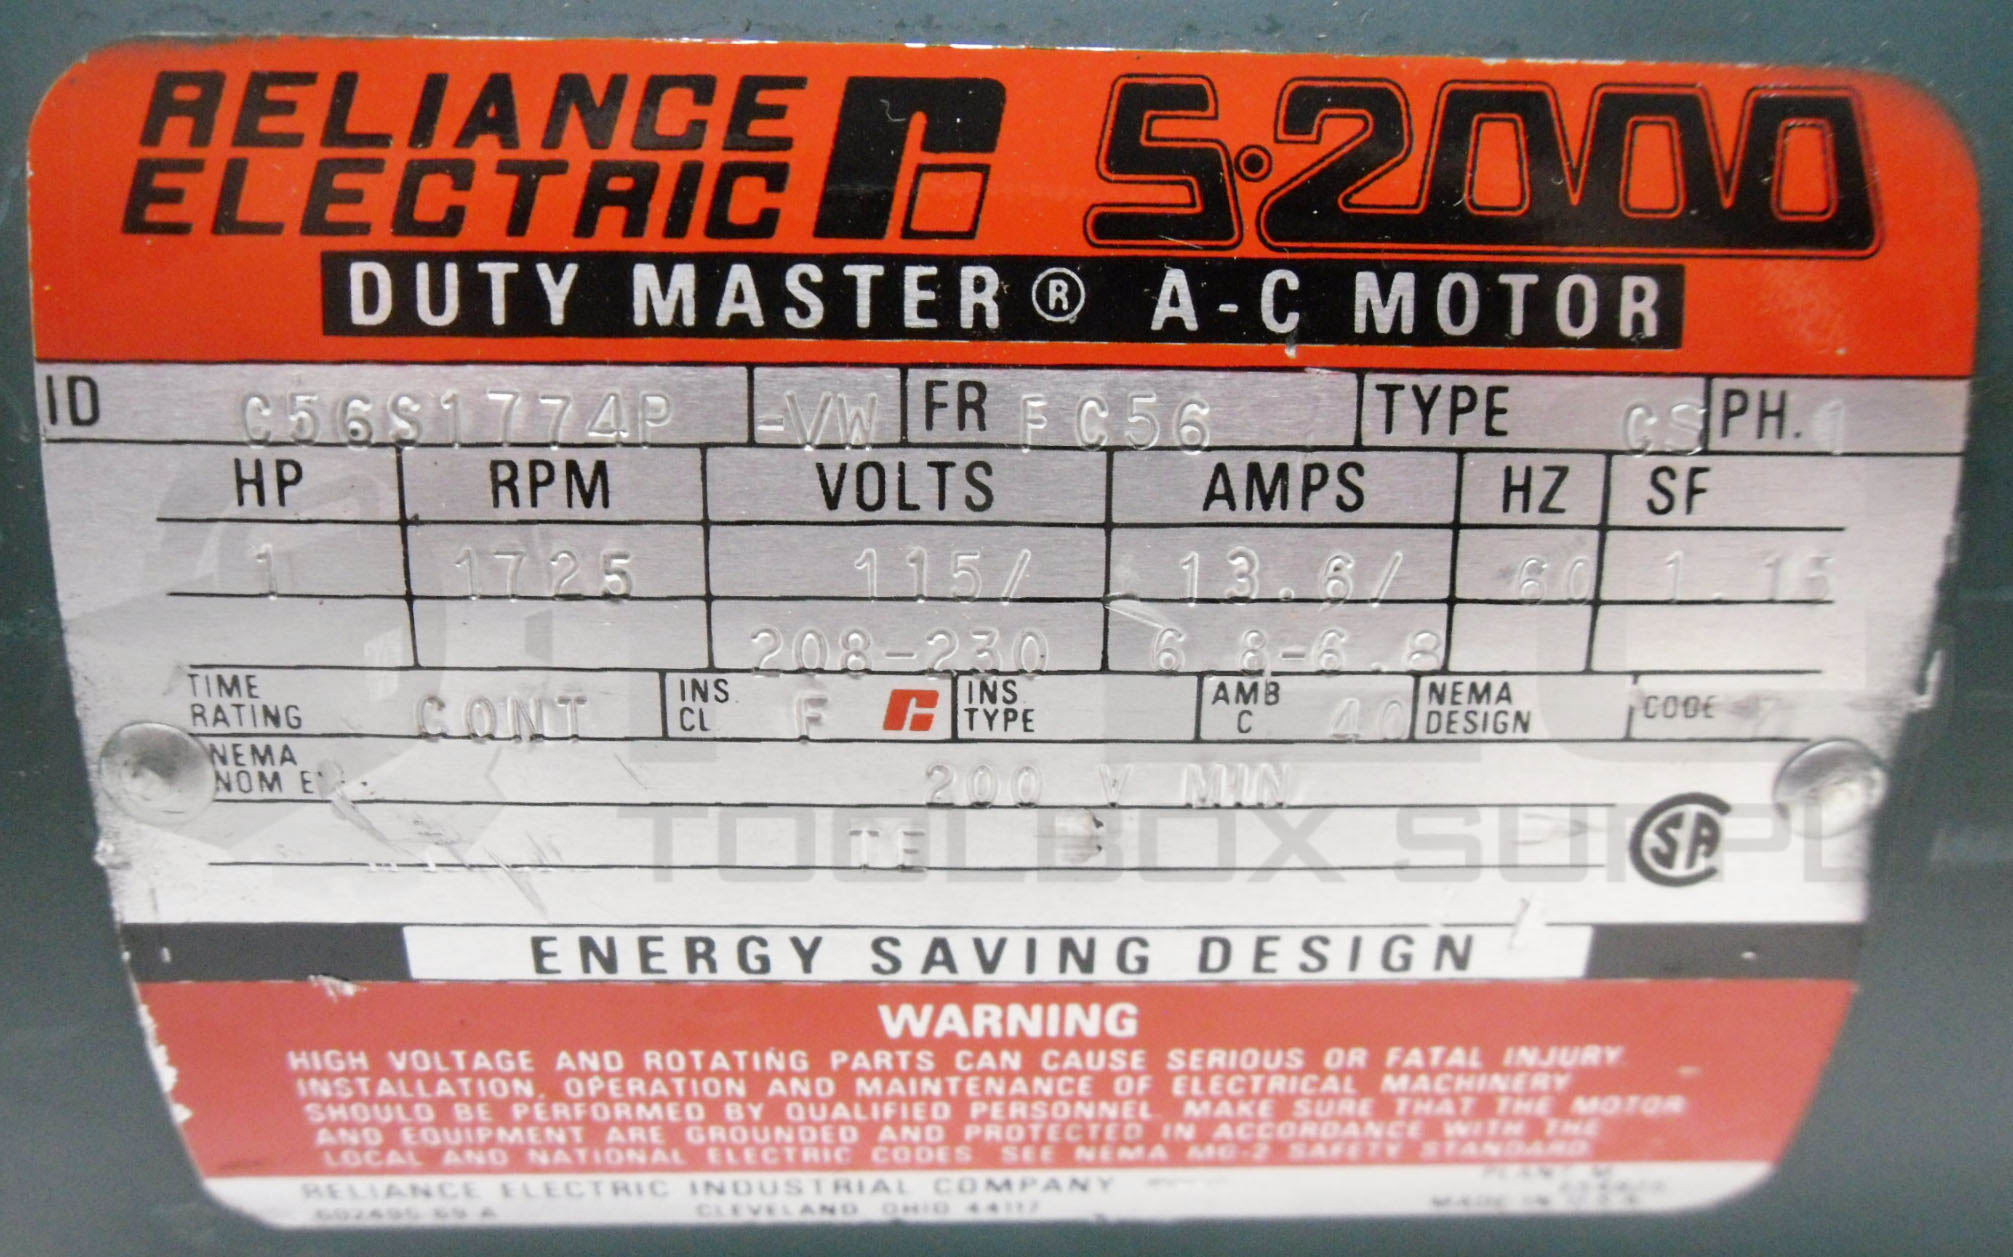 RELIANCE
ELECTRIC
S·2000
DUTY MASTER® A-C MOTOR
ID C56S1774P -VW FR FC56 TYPE CS PH. 1
HP RPM VOLTS AMPS HZ SF
1 1725 115/ 13.6/ 60 1.15
208-230 6.8-6.8
TIME RATING CONT INS. CL F INS. TYPE AMB C 40 NEMA DESIGN CODE
NEMA
NOM E 200 V MIN
TE
TOOLBOX SUPPL
ENERGY SAVING DESIGN
WARNING
HIGH VOLTAGE AND ROTATING PARTS CAN CAUSE SERIOUS OR FATAL INJURY.
INSTALLATION, OPERATION AND MAINTENANCE OF ELECTRICAL MACHINERY
SHOULD BE PERFORMED BY QUALIFIED PERSONNEL. MAKE SURE THAT THE MOTOR
AND EQUIPMENT ARE GROUNDED AND PROTECTED IN ACCORDANCE WITH THE
LOCAL AND NATIONAL ELECTRIC CODES. SEE NEMA MG-2 SAFETY STANDARD.
RELIANCE ELECTRIC INDUSTRIAL COMPANY
CLEVELAND OHIO 44117
PLANT M
MADE IN U.S.A.